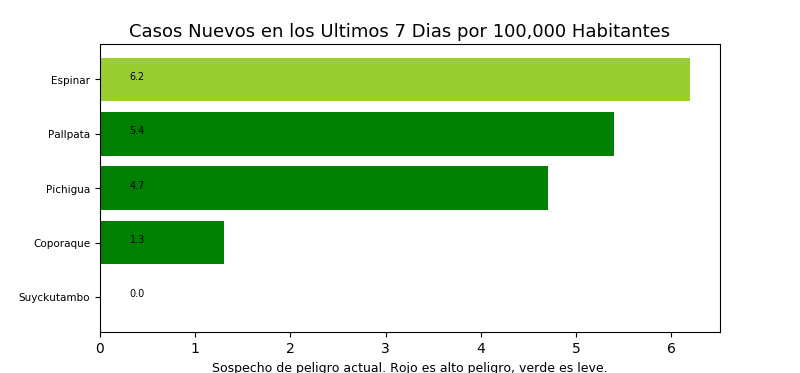 Casos Nuevos en los Ultimos 7 Dias por 100,000 Habitantes
Espinar 6.2
Pallpata 5.4
Pichigua 4.7
Coporaque 1.3
Suyckutambo 0.0
0 1 2 3 4 5 6
Sospecho de peligro actual. Rojo es alto peligro, verde es leve.